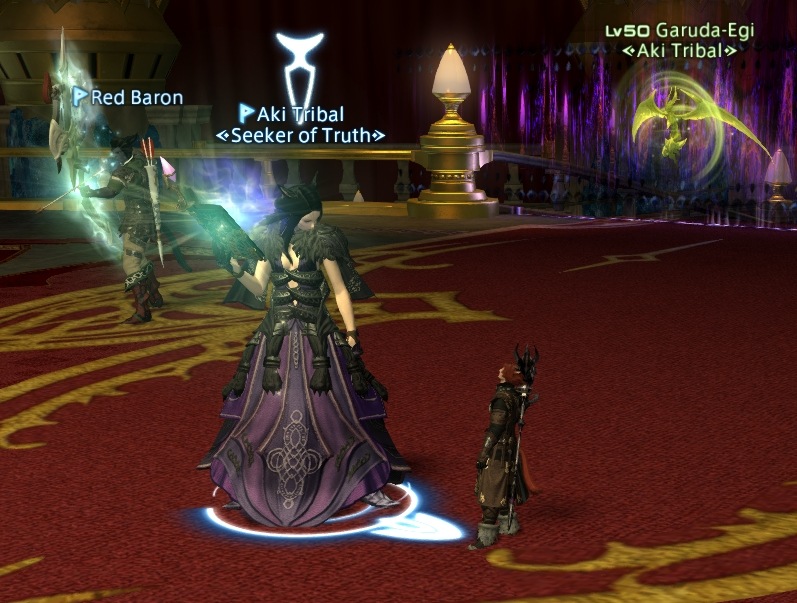 Lv50 Garuda-Egi
«Aki Tribal»
Red Baron
Aki Tribal
«Seeker of Truth»